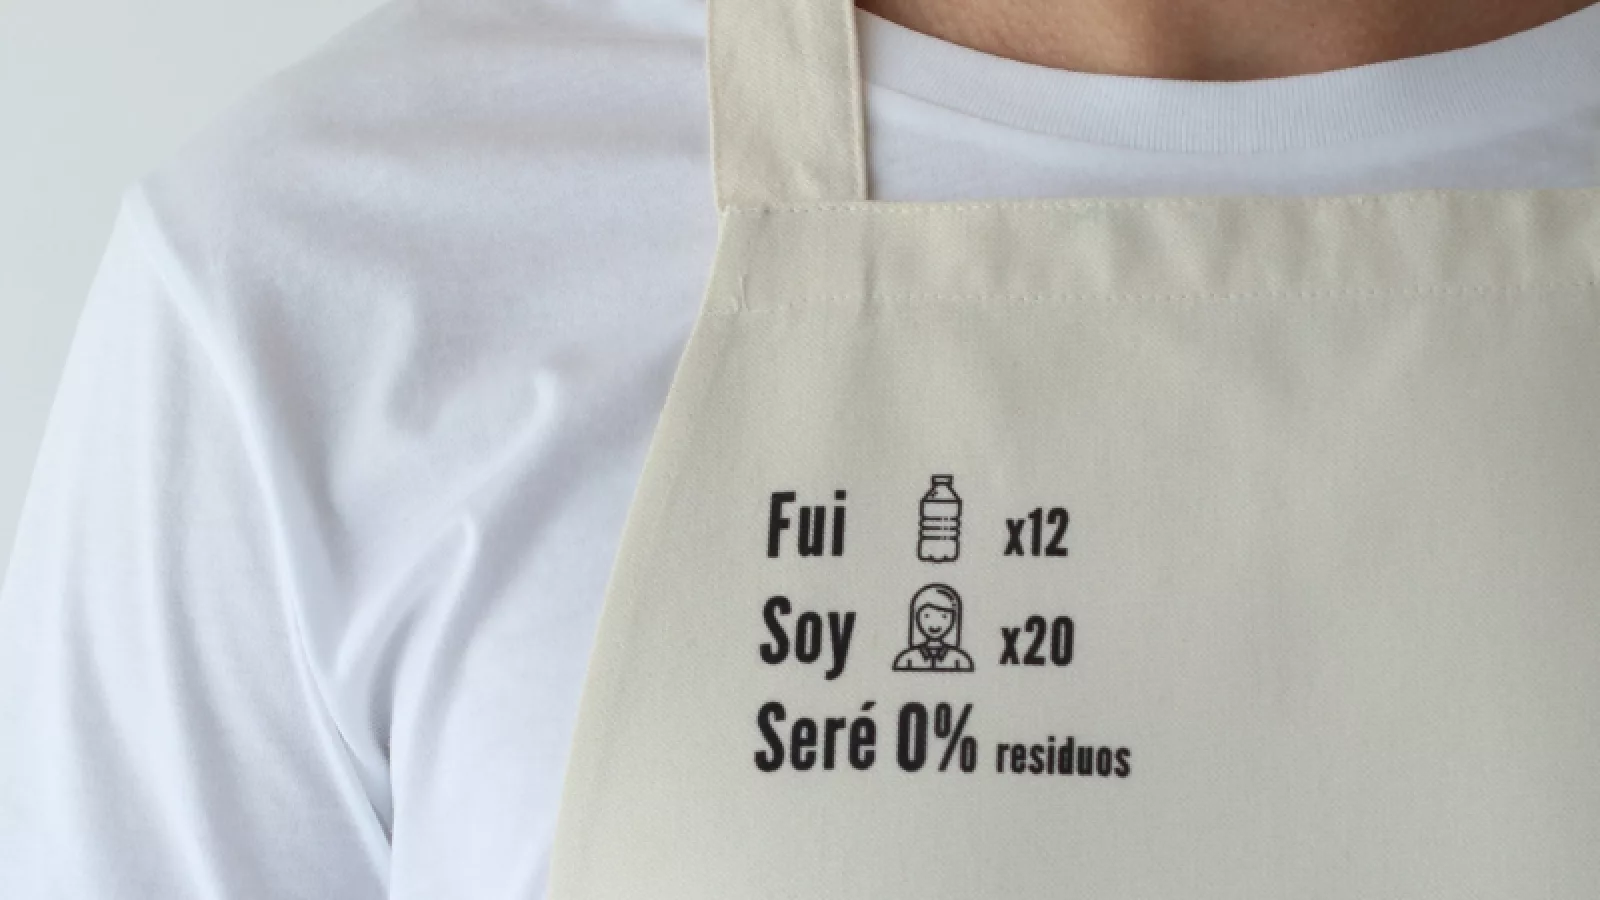 Fui x12
Soy x20
Seré 0% residuos